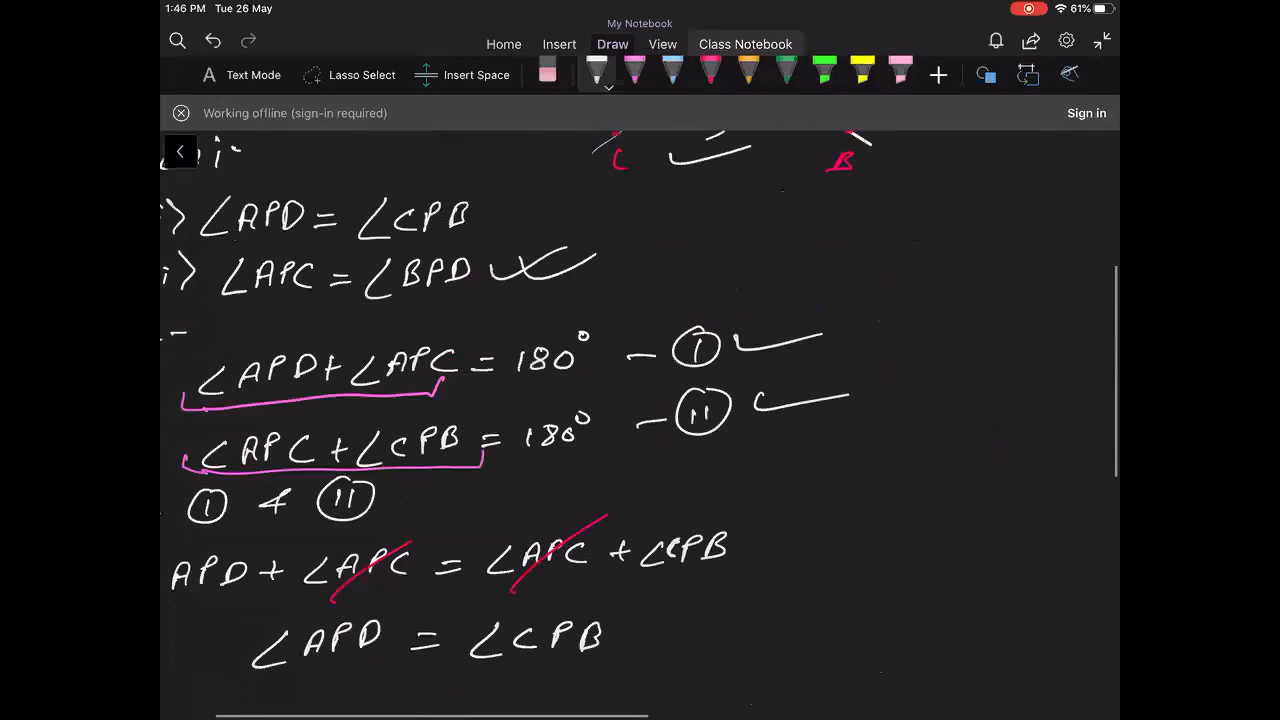 1:46 PM Tue 26 May 61%
My Notebook
Home Insert Draw View Class Notebook
Text Mode Lasso Select Insert Space
Working offline (sign-in required) Sign in
C B
∠APD = ∠CPB
i> ∠APC = ∠BPD
∠APD + ∠APC = 180° - I
∠APC + ∠CPB = 180° - II
I & II
APD + ∠APC = ∠APC + ∠CPB
∠APD = ∠CPB